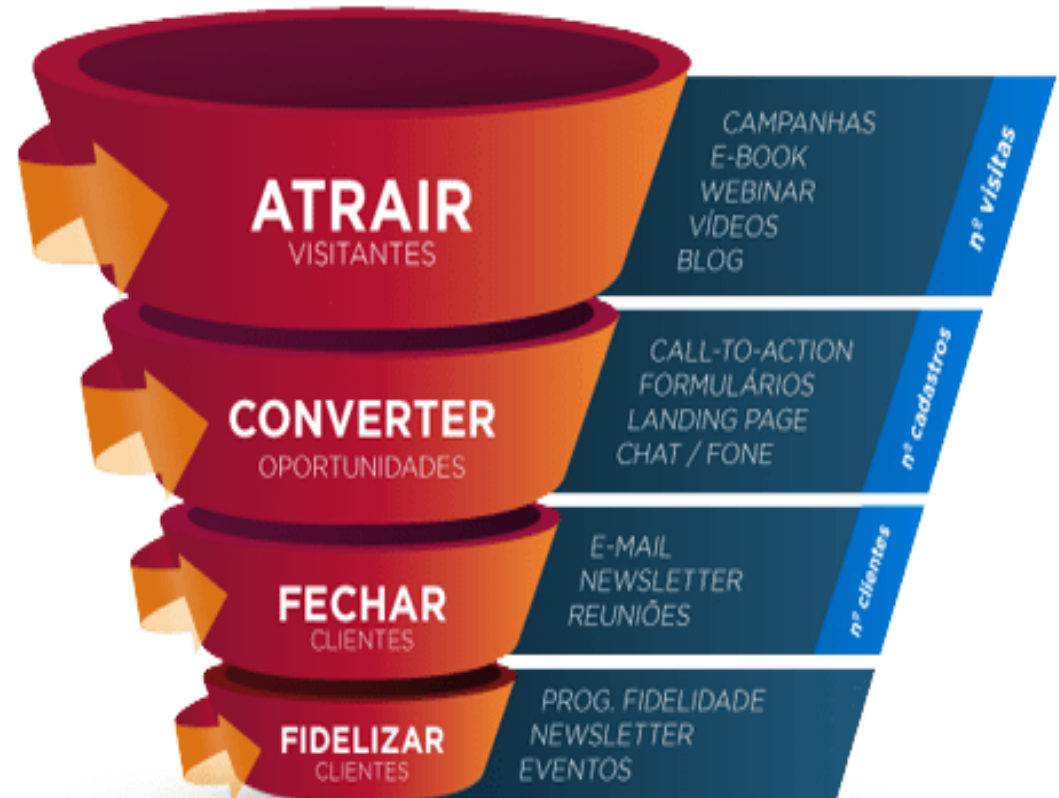 ATRAIR
VISITANTES
CAMPANHAS
E-BOOK
WEBINAR
VÍDEOS
BLOG
nº visitas
CONVERTER
OPORTUNIDADES
CALL-TO-ACTION
FORMULÁRIOS
LANDING PAGE
CHAT / FONE
nº cadastros
FECHAR
CLIENTES
E-MAIL
NEWSLETTER
REUNIÕES
nº clientes
FIDELIZAR
CLIENTES
PROG. FIDELIDADE
NEWSLETTER
EVENTOS